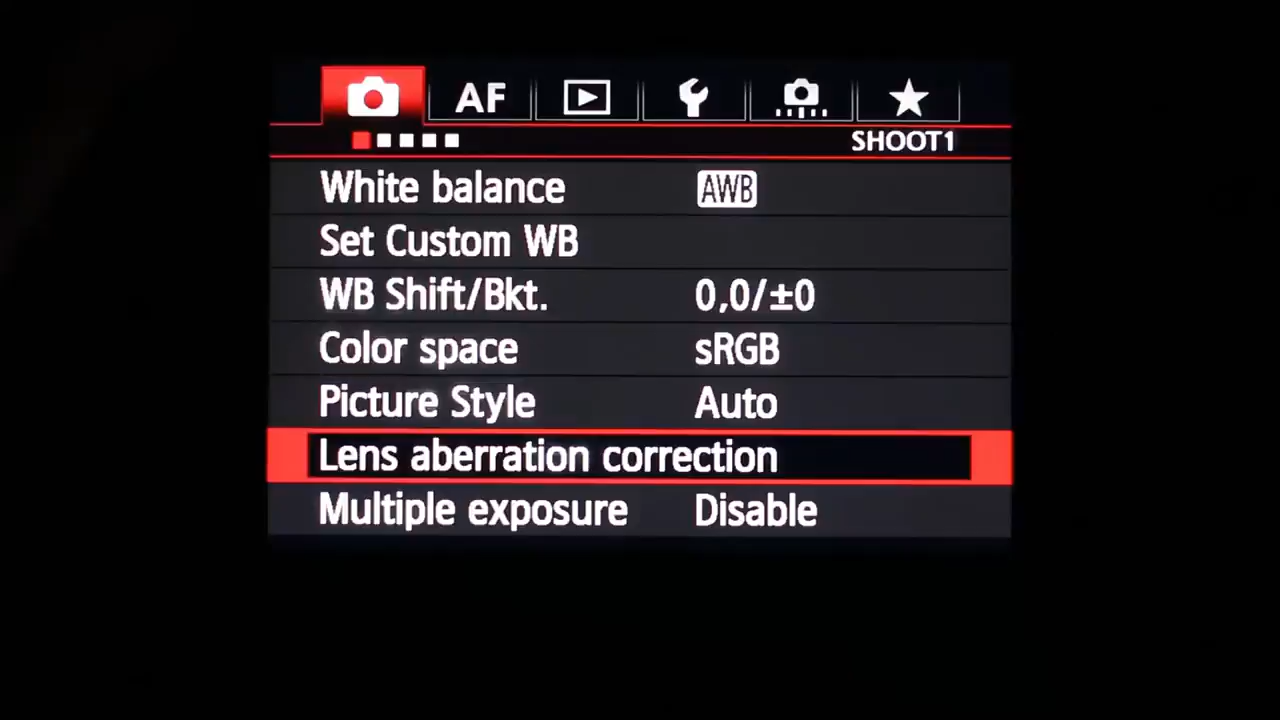 AF
SHOOT1
White balance AWB
Set Custom WB
WB Shift/Bkt. 0,0/±0
Color space sRGB
Picture Style Auto
Lens aberration correction
Multiple exposure Disable